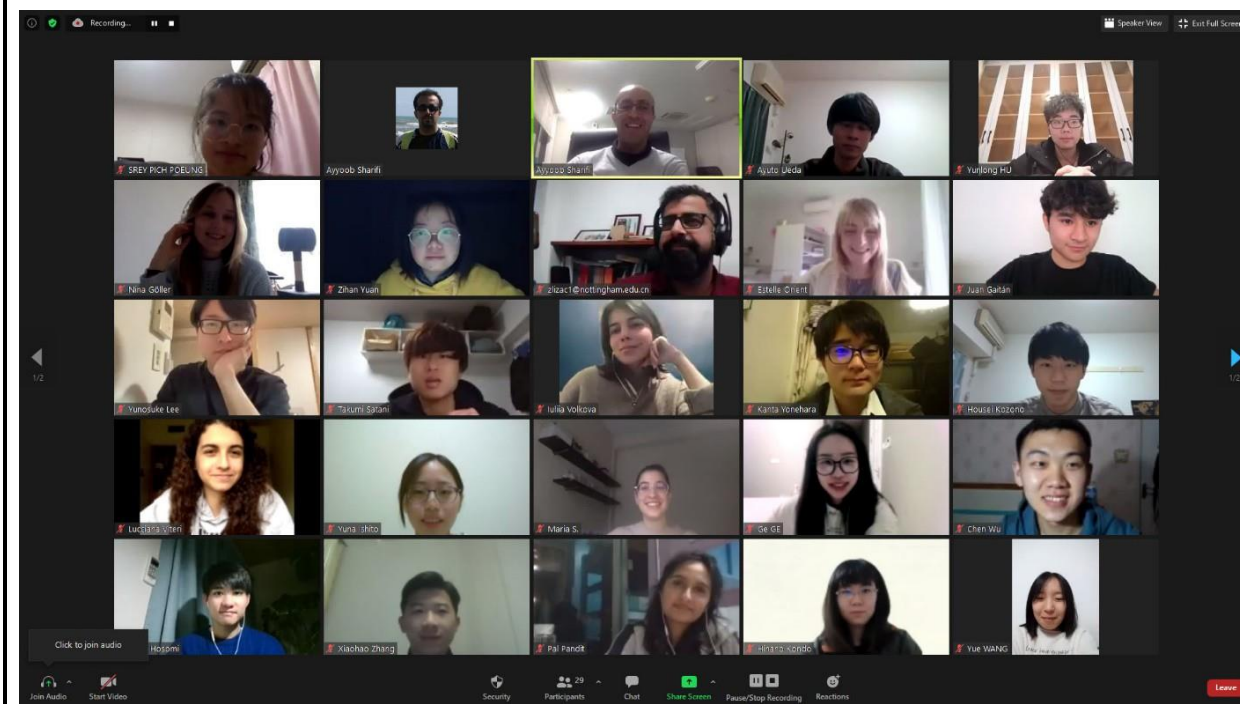 Recording...
Speaker View
Exit Full Screen
SREY PICH POEUNG
Ayyoob Sharifi
Ayyoob Sharifi
Ayuto Ueda
Yunlong HU
Nina Göller
Zihan Yuan
zlizac1@nottingham.edu.cn
Estelle Orient
Juan Gaitán
Yunosuke Lee
Takumi Satani
Iuliia Volkova
Kanta Yonehara
Housei Kozono
1/2
1/2
Lucciana Viteri
Yuna Ishito
Maria S.
Ge GE
Chen Wu
Hosomi
Xiaohao Zhang
Pal Pandit
Hinano Kondo
Yue WANG
Click to join audio
Join Audio
Start Video
Security
Participants
29
Chat
Share Screen
Pause/Stop Recording
Reactions
Leave